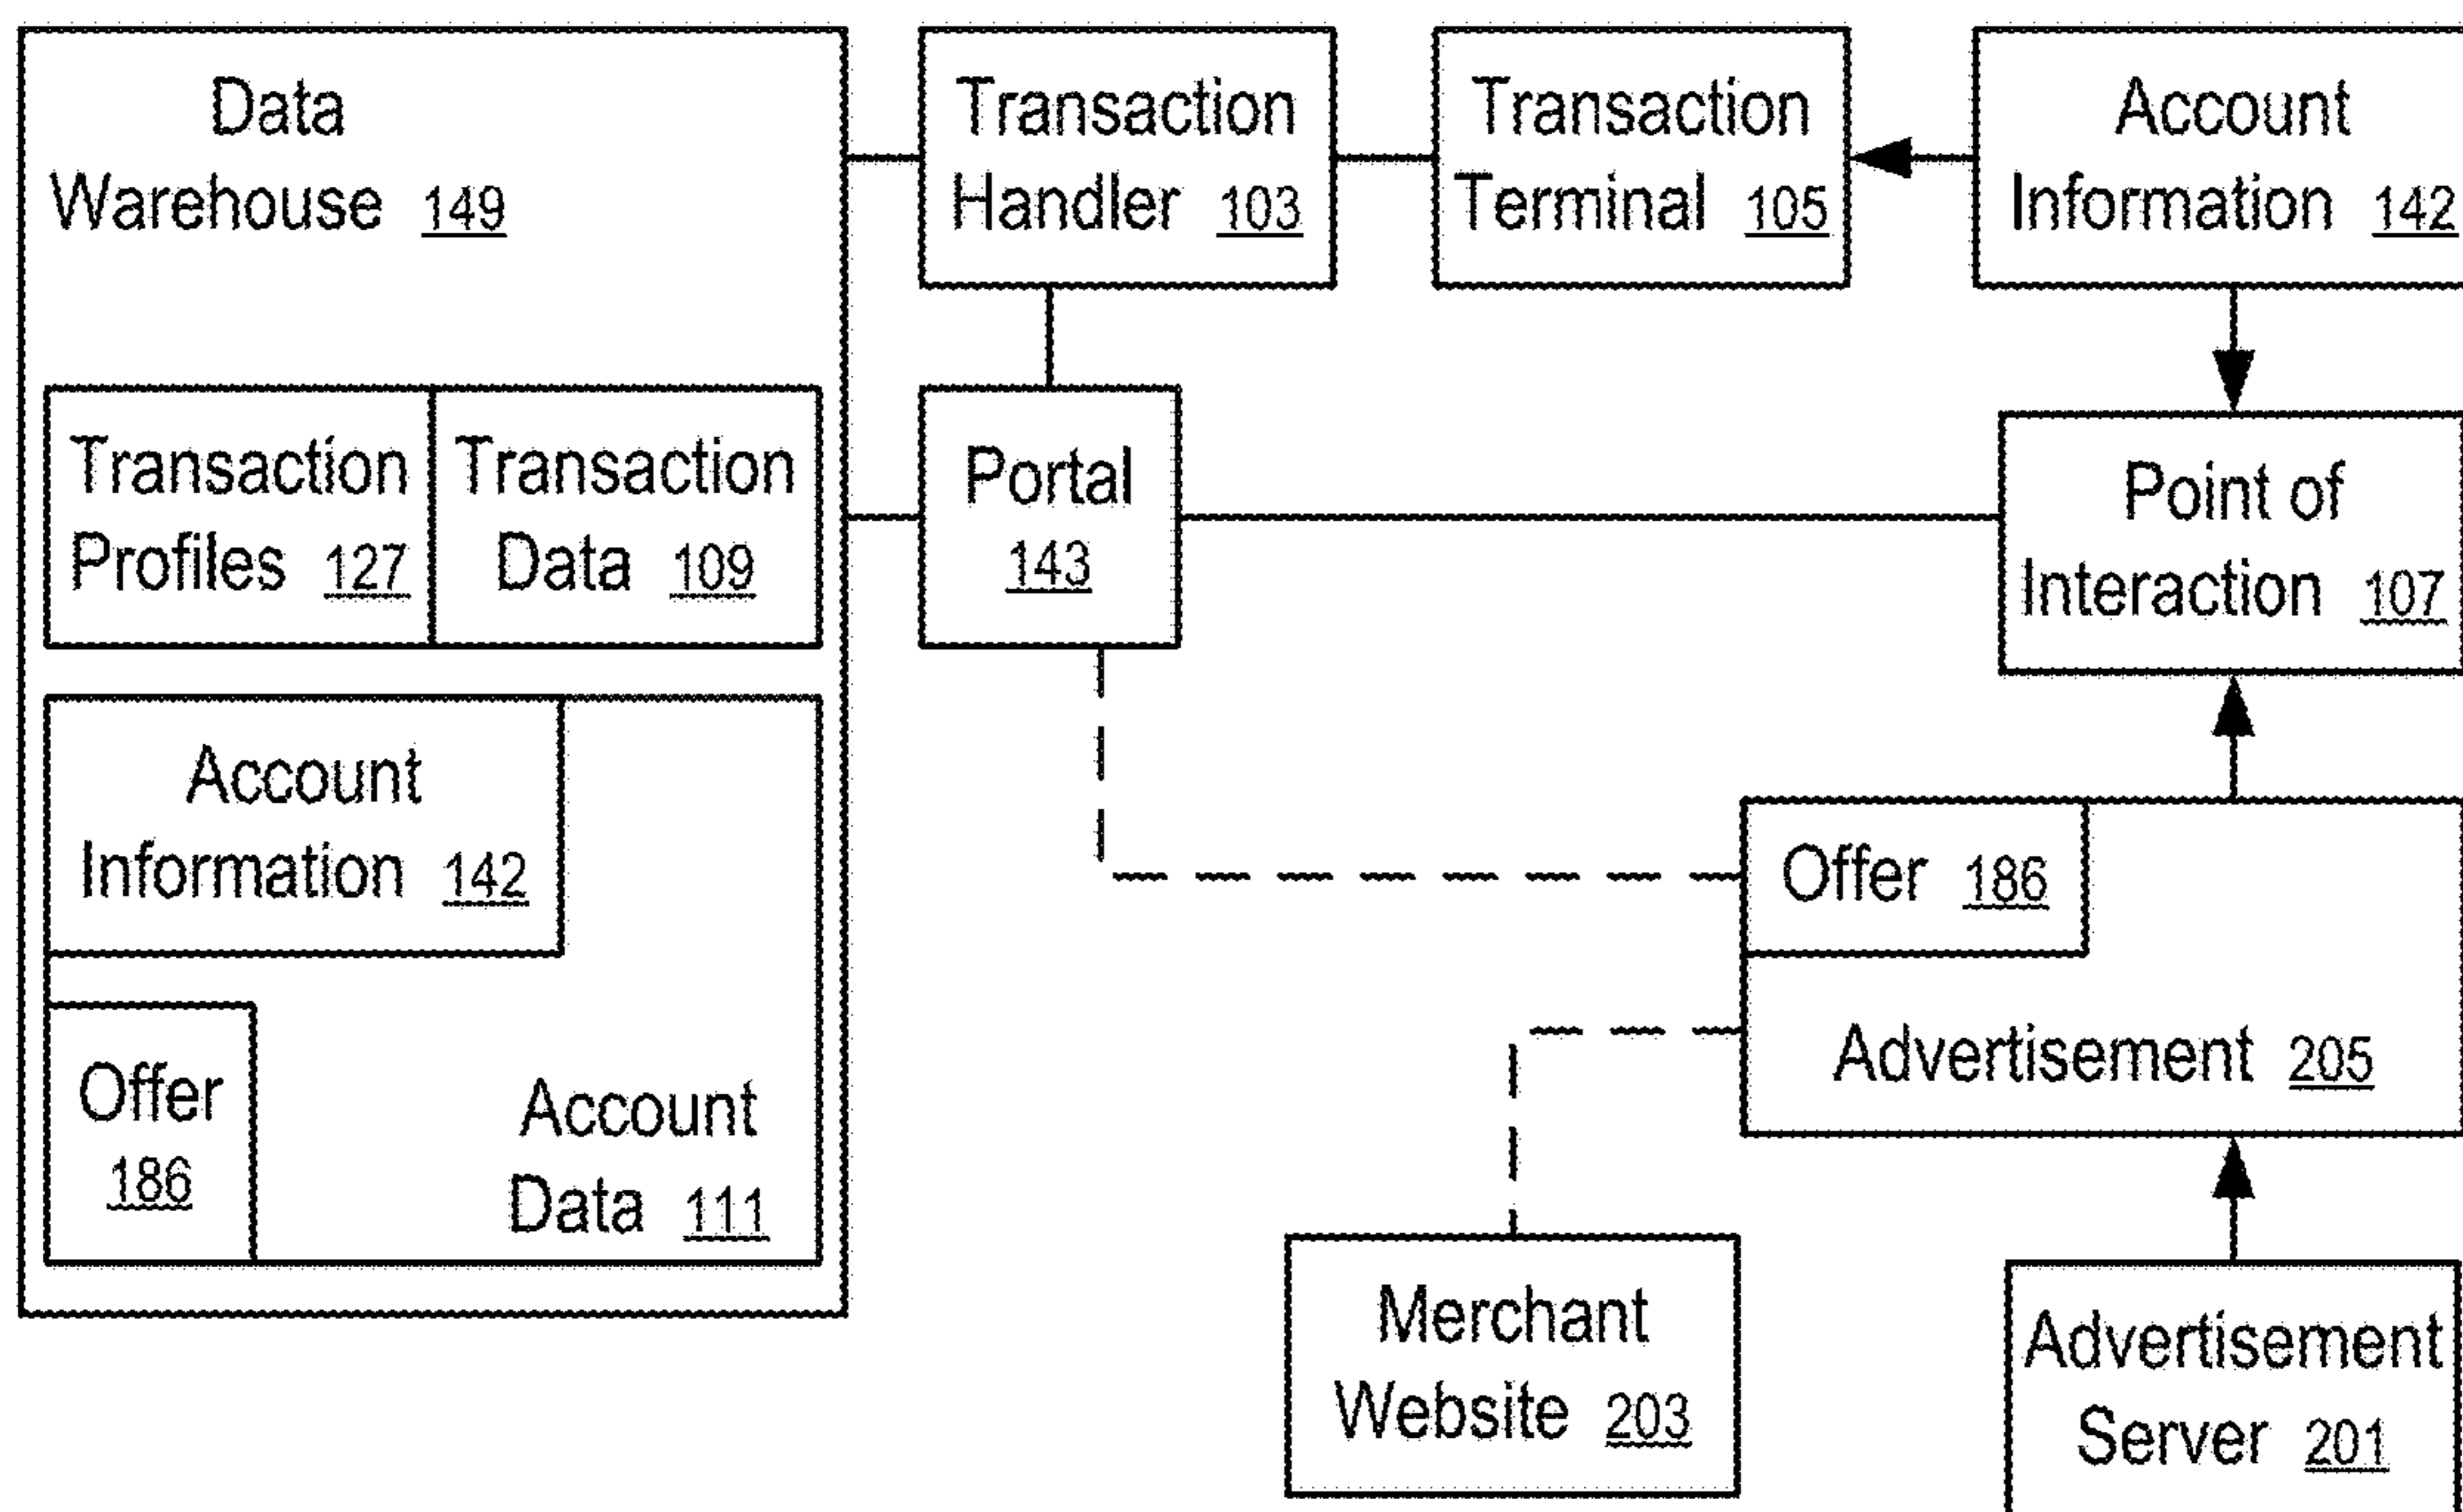 Data
Warehouse 149
Transaction
Handler 103
Transaction
Terminal 105
Account
Information 142
Transaction
Profiles 127
Transaction
Data 109
Portal
143
Point of
Interaction 107
Account
Information 142
Offer
186
Account
Data 111
Offer 186
Advertisement 205
Merchant
Website 203
Advertisement
Server 201